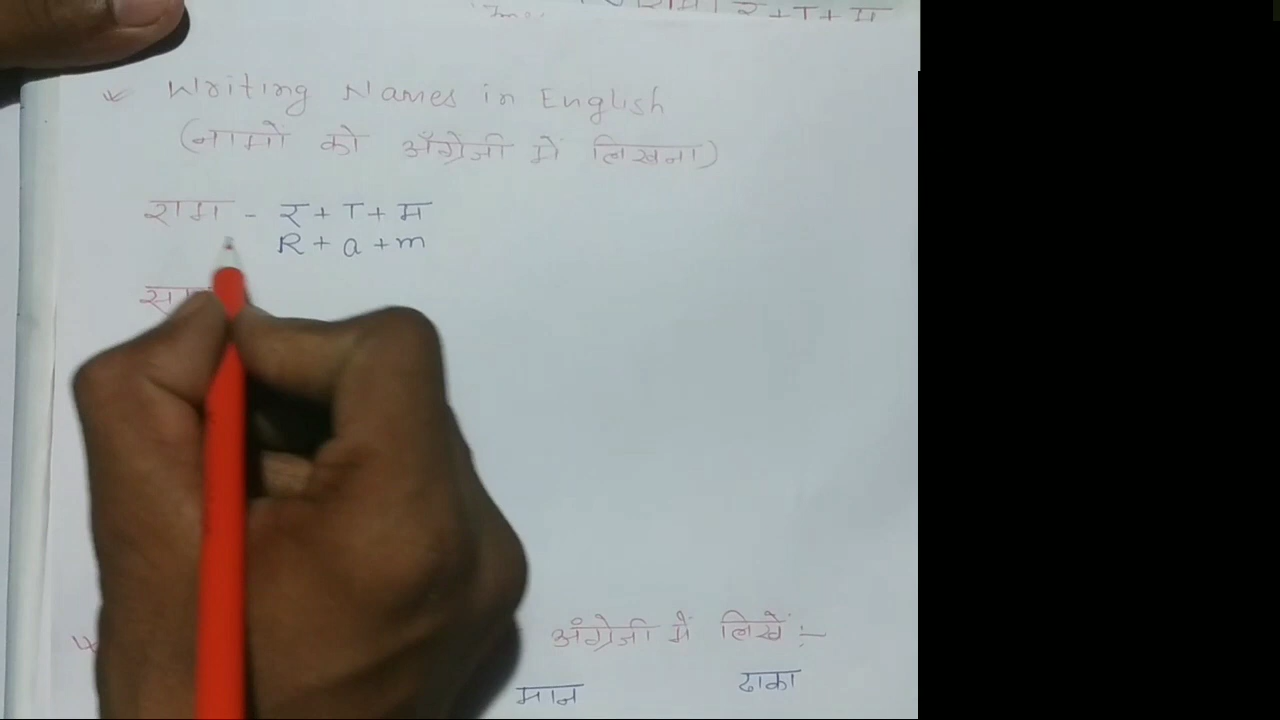 र + ा + म
Writing Names in English
(नामों को अँग्रेजी में लिखना)
राम - र + ा + म
R + a + m
अंग्रेजी में लिखें :-
मान ढाका